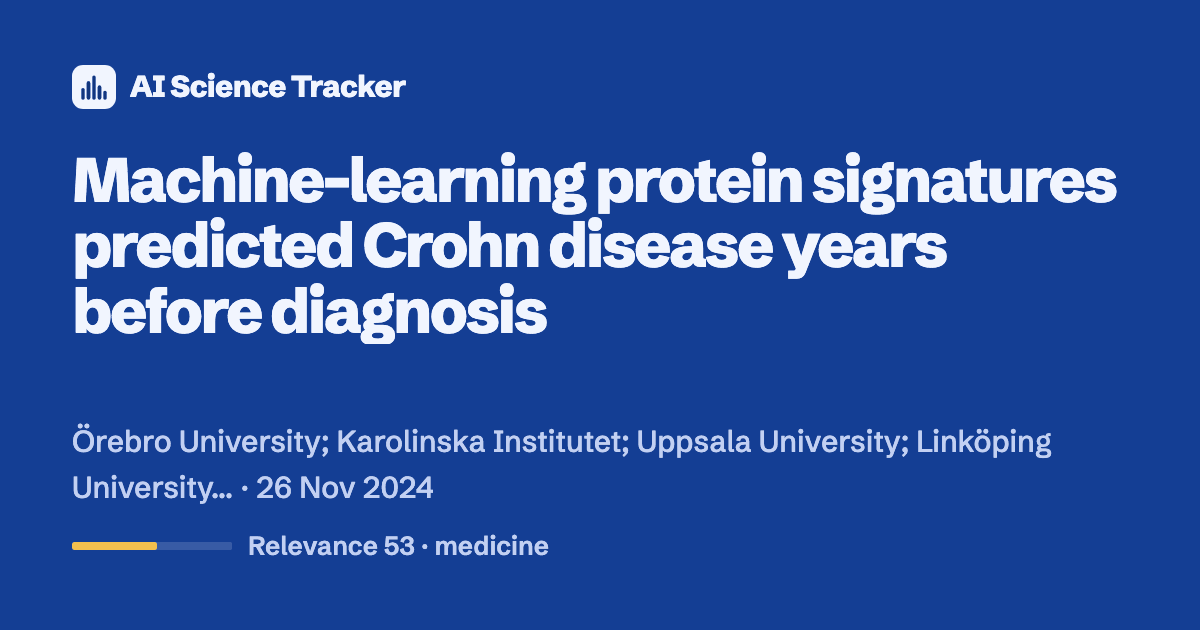 AI Science Tracker
Machine-learning protein signatures
predicted Crohn disease years
before diagnosis
Örebro University; Karolinska Institutet; Uppsala University; Linköping
University... · 26 Nov 2024
Relevance 53 · medicine